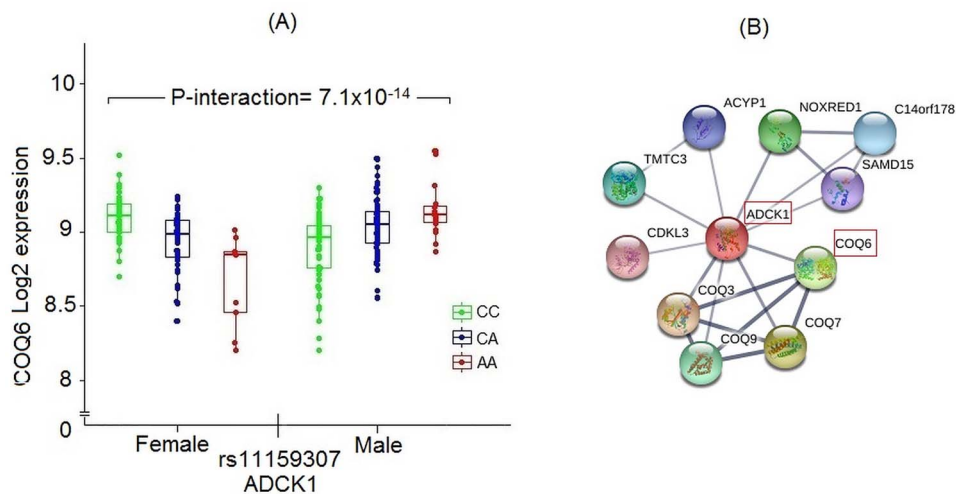 (A)
P-interaction= 7.1x10-14
COQ6 Log2 expression
10
9.5
9
8.5
8
0
CC
CA
AA
Female
Male
rs11159307
ADCK1
(B)
ACYP1
NOXRED1
C14orf178
TMTC3
SAMD15
ADCK1
CDKL3
COQ6
COQ3
COQ7
COQ9